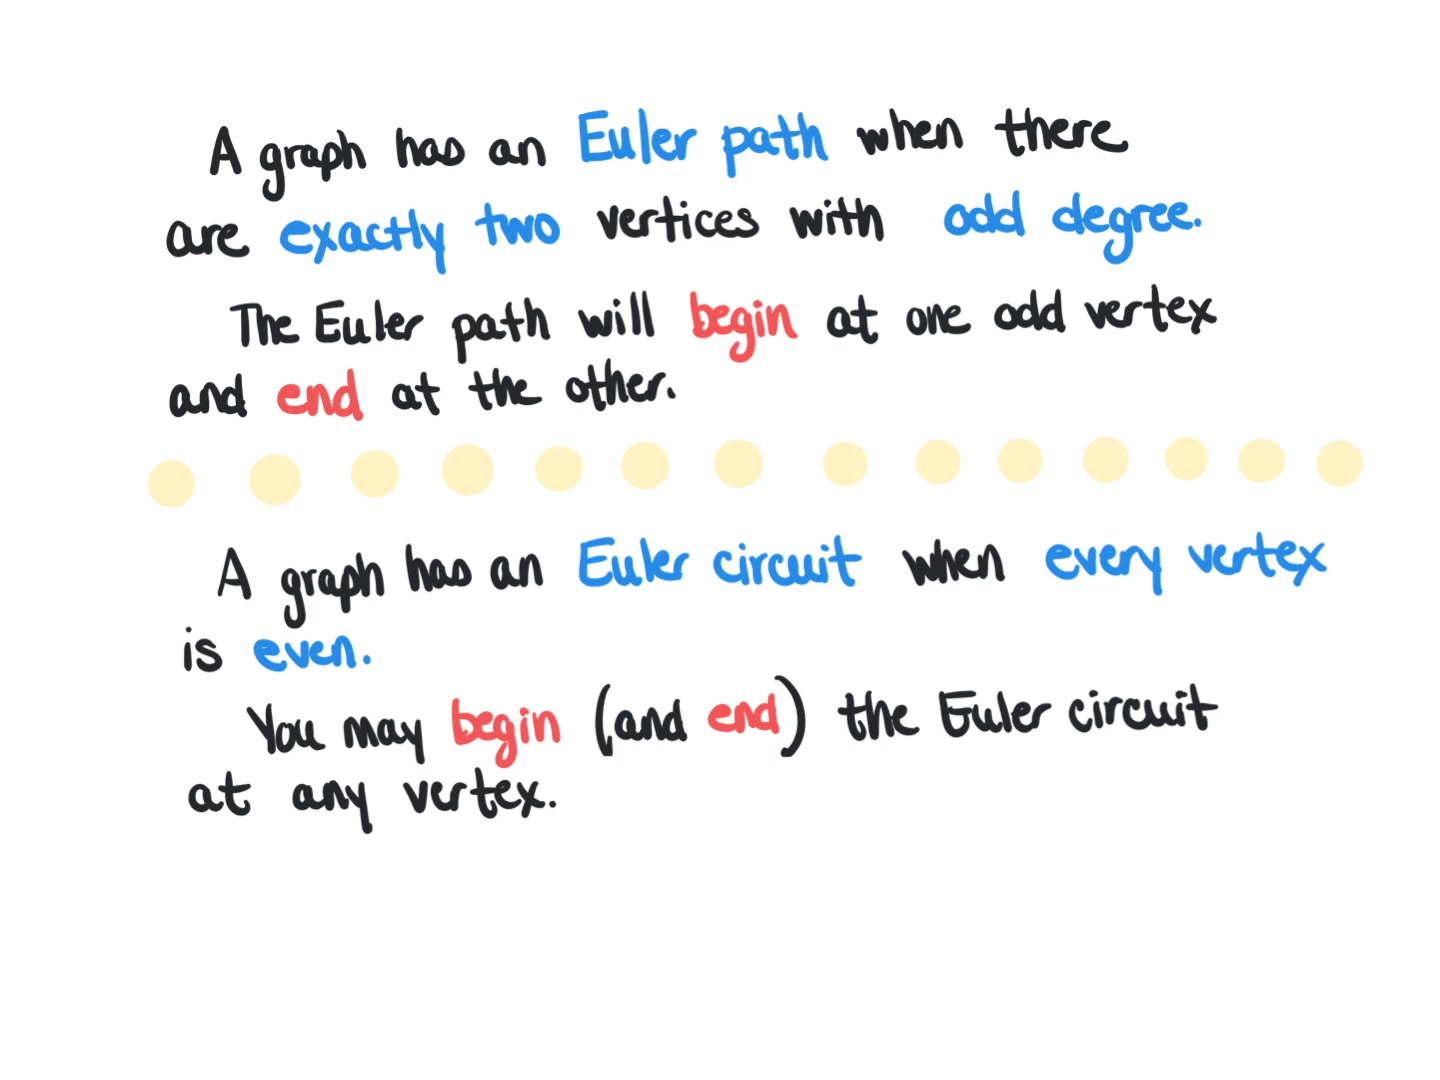 A graph has an Euler path when there
are exactly two vertices with odd degree.
The Euler path will begin at one odd vertex
and end at the other.
A graph has an Euler circuit when every vertex
is even.
You may begin (and end) the Euler circuit
at any vertex.